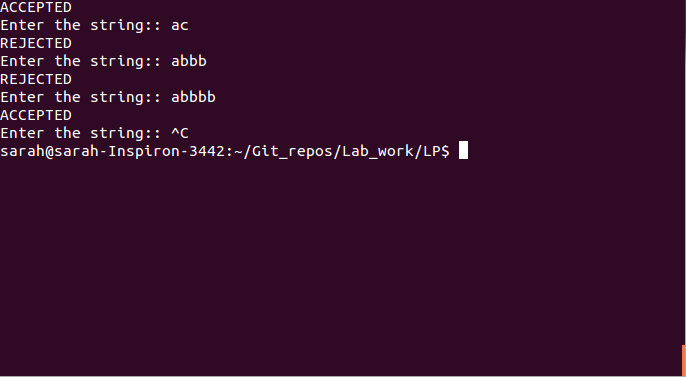 ACCEPTED
Enter the string:: ac
REJECTED
Enter the string:: abbb
REJECTED
Enter the string:: abbbb
ACCEPTED
Enter the string:: ^C
sarah@sarah-Inspiron-3442:~/Git_repos/Lab_work/LP$